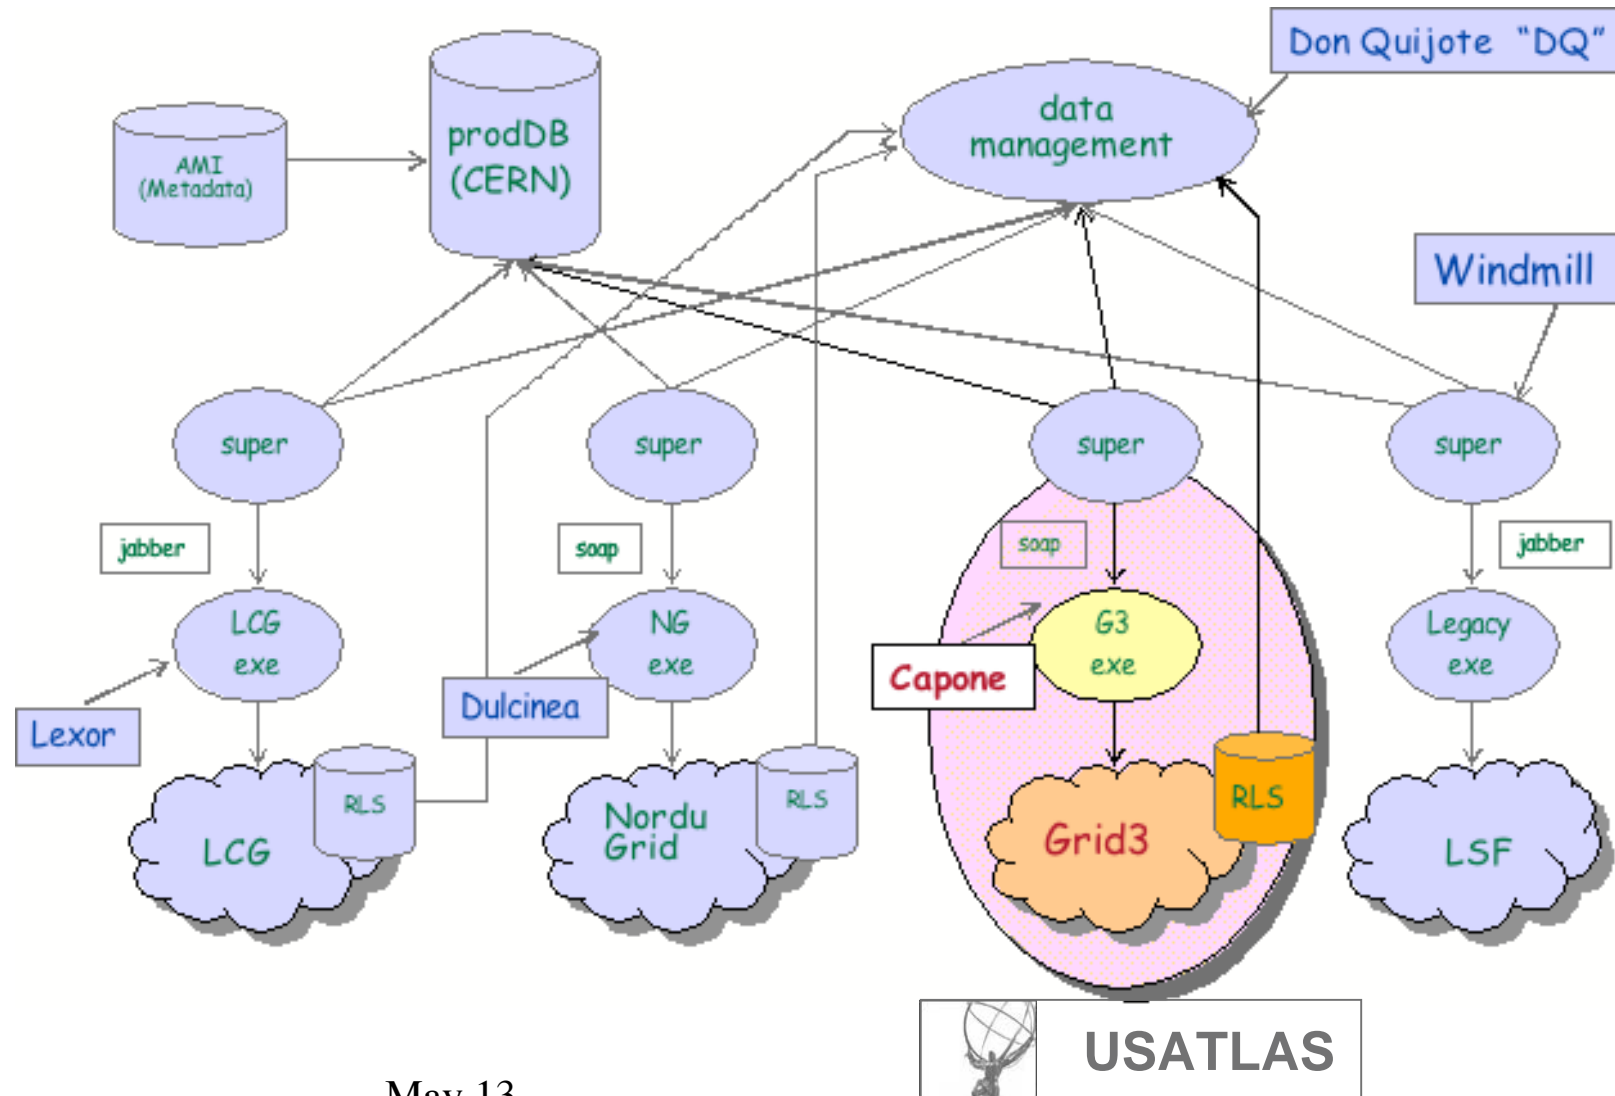 Don Quijote "DQ"
data
management
prodDB
(CERN)
AMI
(Metadata)
Windmill
super
super
super
super
jabber
soap
soap
jabber
LCG
exe
NG
exe
G3
exe
Legacy
exe
Lexor
Dulcinea
Capone
LCG
RLS
Nordu
Grid
RLS
Grid3
RLS
LSF
USATLAS
May 13